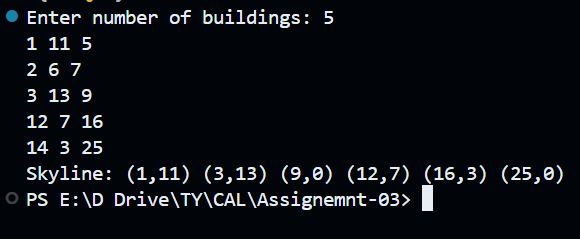 Enter number of buildings: 5
1 11 5
2 6 7
3 13 9
12 7 16
14 3 25
Skyline: (1,11) (3,13) (9,0) (12,7) (16,3) (25,0)
PS E:\D Drive\TY\CAL\Assignemnt-03>